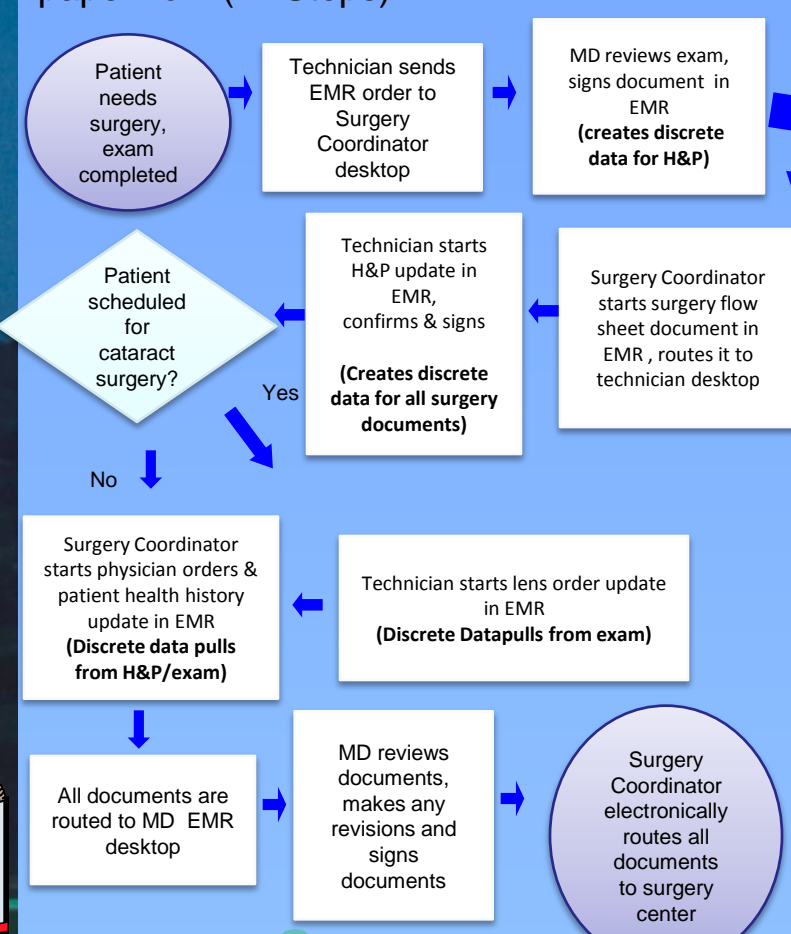 Patient
needs
surgery,
exam
completed
Technician sends
EMR order to
Surgery
Coordinator
desktop
MD reviews exam,
signs document in
EMR
(creates discrete
data for H&P)
Patient
scheduled
for
cataract
surgery?
Technician starts
H&P update in
EMR,
confirms & signs
(Creates discrete
data for all surgery
documents)
Surgery Coordinator
starts surgery flow
sheet document in
EMR , routes it to
technician desktop
Yes
No
Surgery Coordinator
starts physician orders &
patient health history
update in EMR
(Discrete data pulls
from H&P/exam)
Technician starts lens order update
in EMR
(Discrete Datapulls from exam)
All documents are
routed to MD EMR
desktop
MD reviews
documents,
makes any
revisions and
signs
documents
Surgery
Coordinator
electronically
routes all
documents
to surgery
center